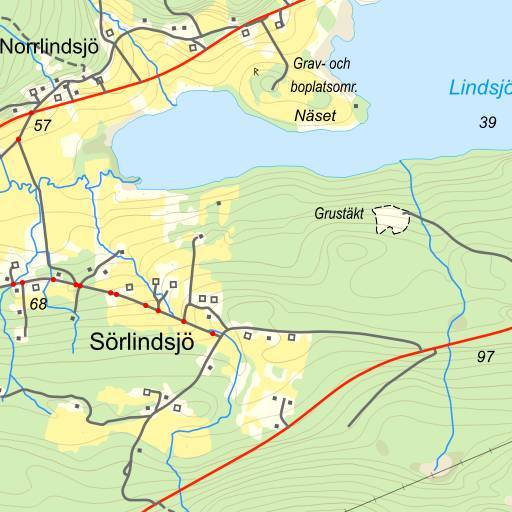 Norrlindsjö
Grav- och
boplatsomr.
Näset
Lindsjö
39
57
Grustäkt
68
Sörlindsjö
97
R